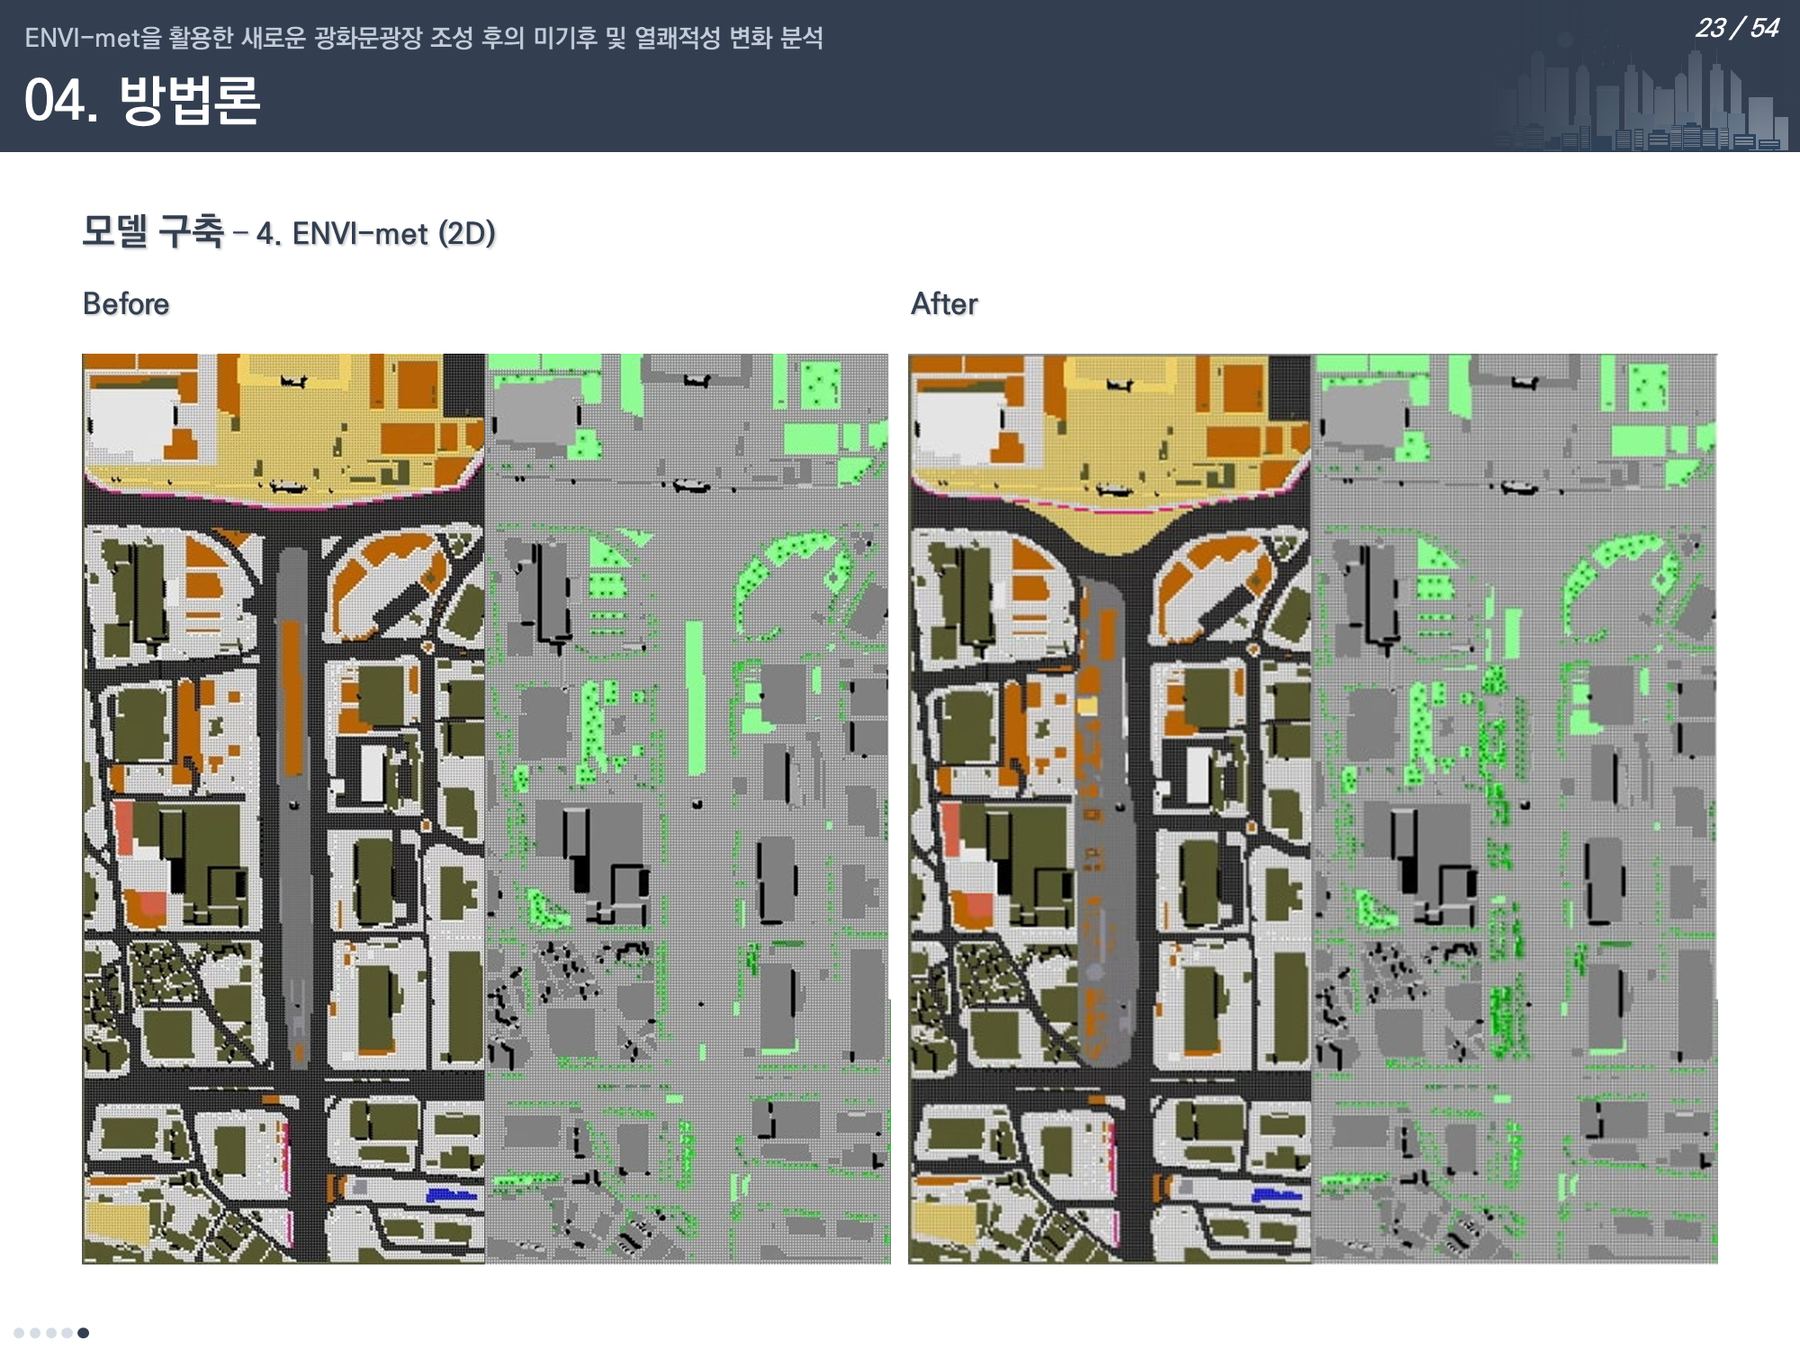 ENVI-met을 활용한 새로운 광화문광장 조성 후의 미기후 및 열쾌적성 변화 분석
23 / 54
04. 방법론
모델 구축 - 4. ENVI-met (2D)
Before
After